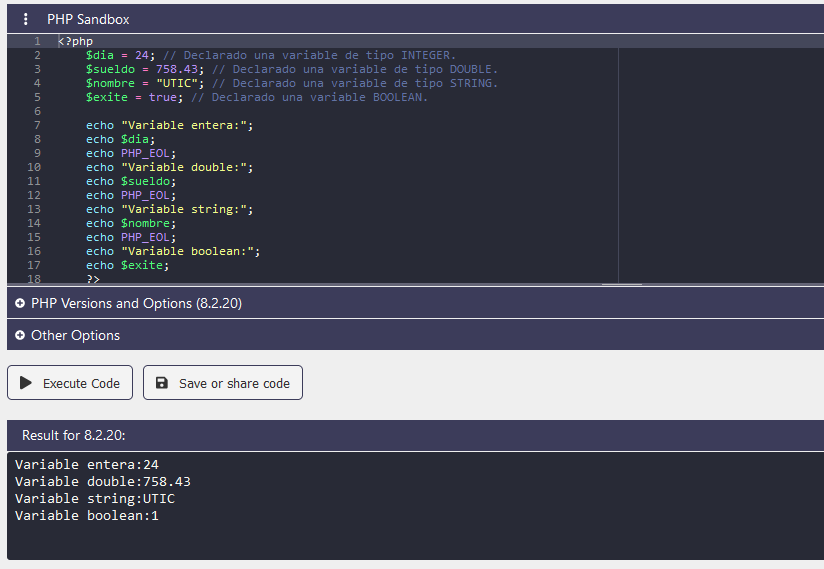 PHP Sandbox
1 <?php
2 $dia = 24; // Declarado una variable de tipo INTEGER.
3 $sueldo = 758.43; // Declarado una variable de tipo DOUBLE.
4 $nombre = "UTIC"; // Declarado una variable de tipo STRING.
5 $exite = true; // Declarado una variable BOOLEAN.
6
7 echo "Variable entera:";
8 echo $dia;
9 echo PHP_EOL;
10 echo "Variable double:";
11 echo $sueldo;
12 echo PHP_EOL;
13 echo "Variable string:";
14 echo $nombre;
15 echo PHP_EOL;
16 echo "Variable boolean:";
17 echo $exite;
18 ?>
PHP Versions and Options (8.2.20)
Other Options
Execute Code Save or share code
Result for 8.2.20:
Variable entera:24
Variable double:758.43
Variable string:UTIC
Variable boolean:1